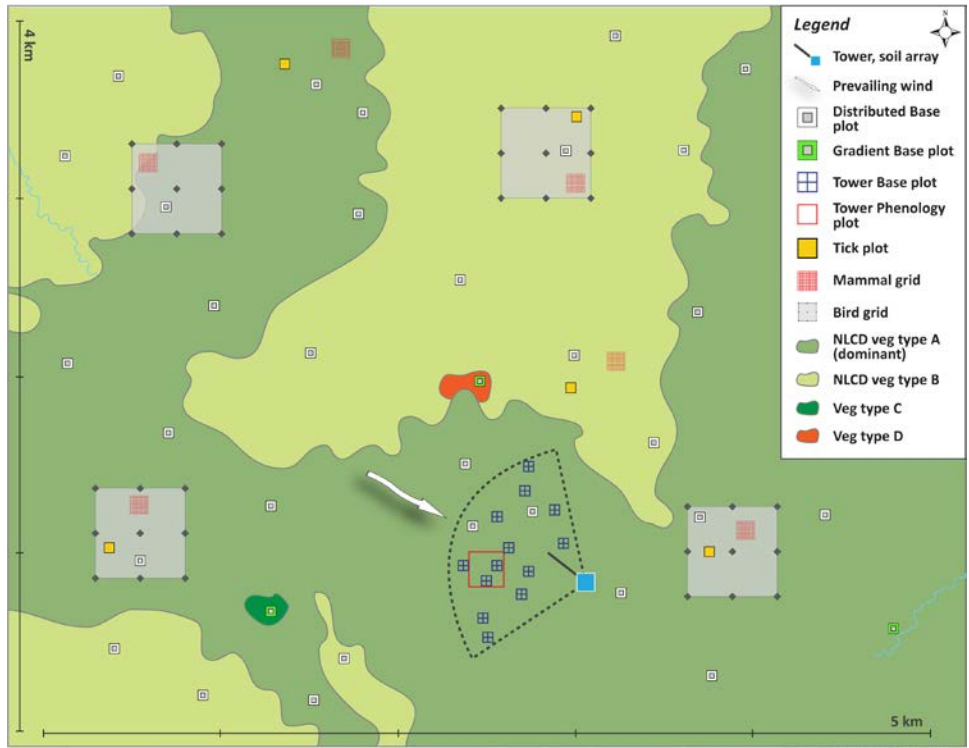 4 km
Legend
N
Tower, soil array
Prevailing wind
Distributed Base
plot
Gradient Base plot
Tower Base plot
Tower Phenology
plot
Tick plot
Mammal grid
Bird grid
NLCD veg type A
(dominant)
NLCD veg type B
Veg type C
Veg type D
5 km